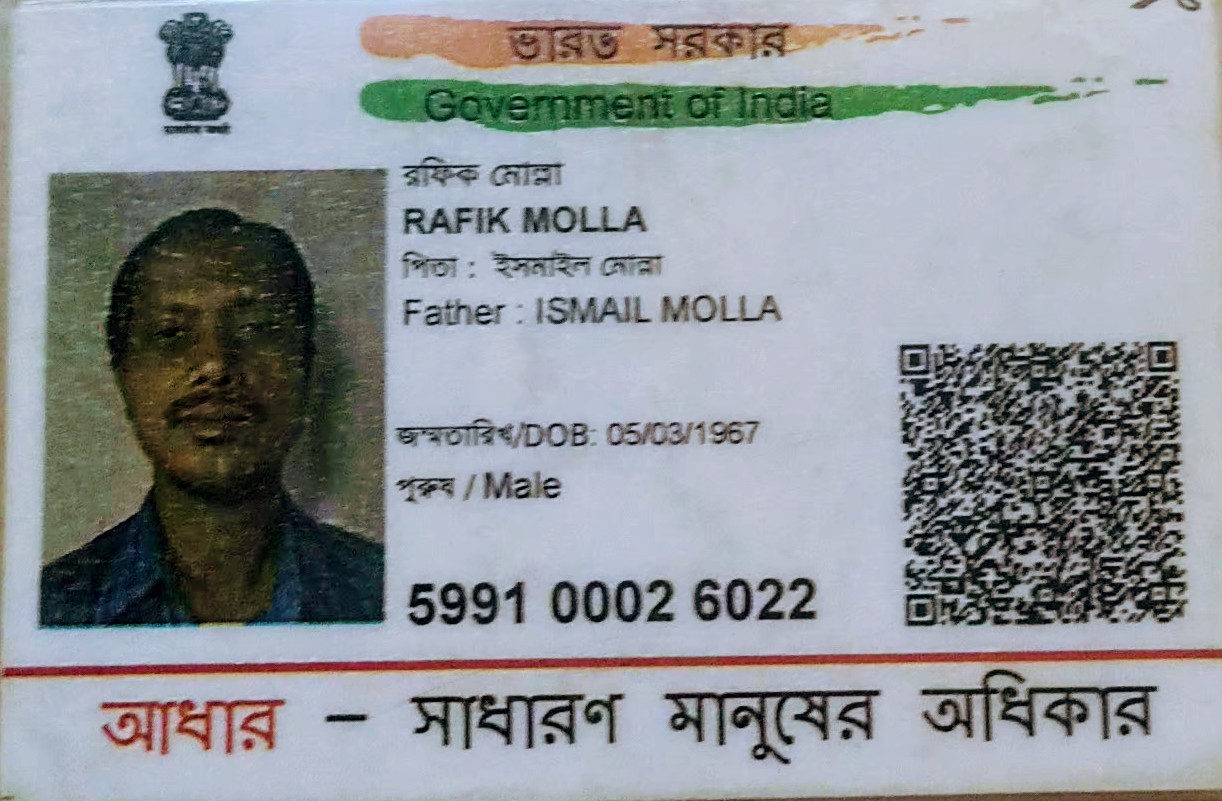 ভারত সরকার
Government of India
রফিক মোল্লা
RAFIK MOLLA
পিতা : ইসমাইল মোল্লা
Father : ISMAIL MOLLA
জন্মতারিখ/DOB: 05/03/1967
পুরুষ / Male
5991 0002 6022
আধার - সাধারণ মানুষের অধিকার